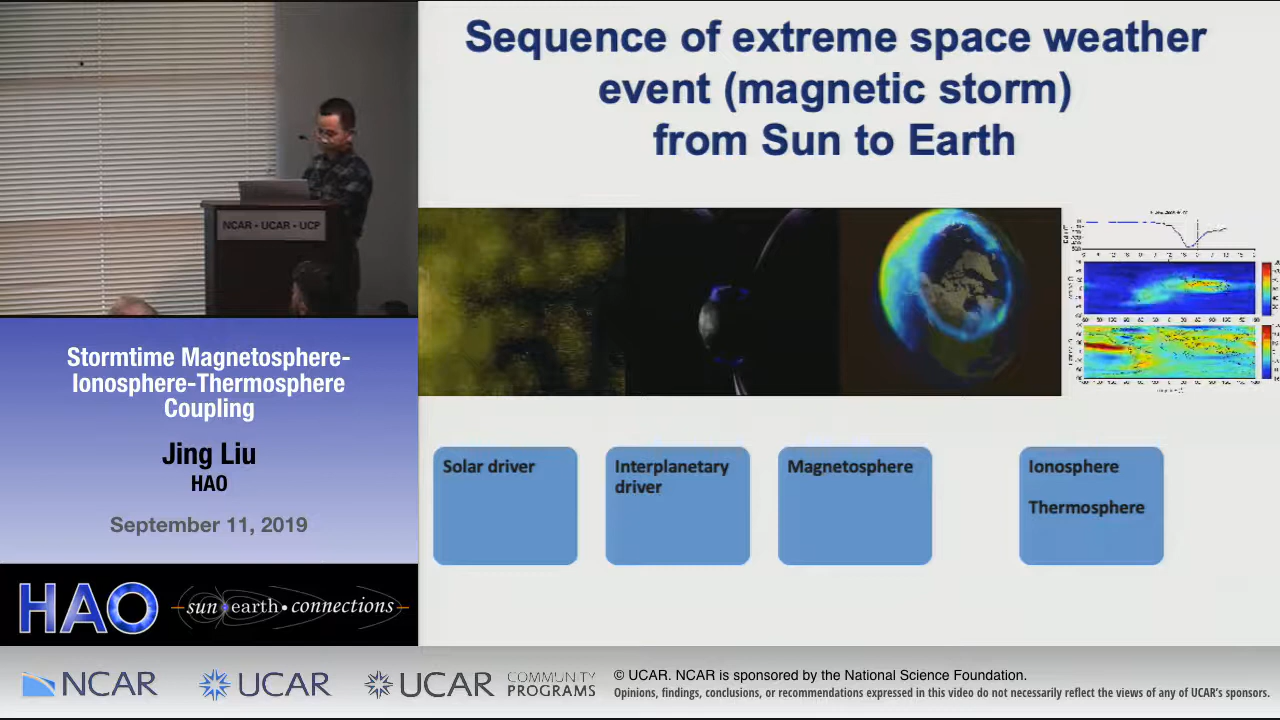 Sequence of extreme space weather
event (magnetic storm)
from Sun to Earth
NCAR • UCAR • UCP
Stormtime Magnetosphere-
Ionosphere-Thermosphere
Coupling
Jing Liu
HAO
September 11, 2019
Solar driver
Interplanetary
driver
Magnetosphere
Ionosphere
Thermosphere
HAO
sun earth • connections
NCAR
UCAR
UCAR
COMMUNITY
PROGRAMS
© UCAR. NCAR is sponsored by the National Science Foundation.
Opinions, findings, conclusions, or recommendations expressed in this video do not necessarily reflect the views of any of UCAR's sponsors.